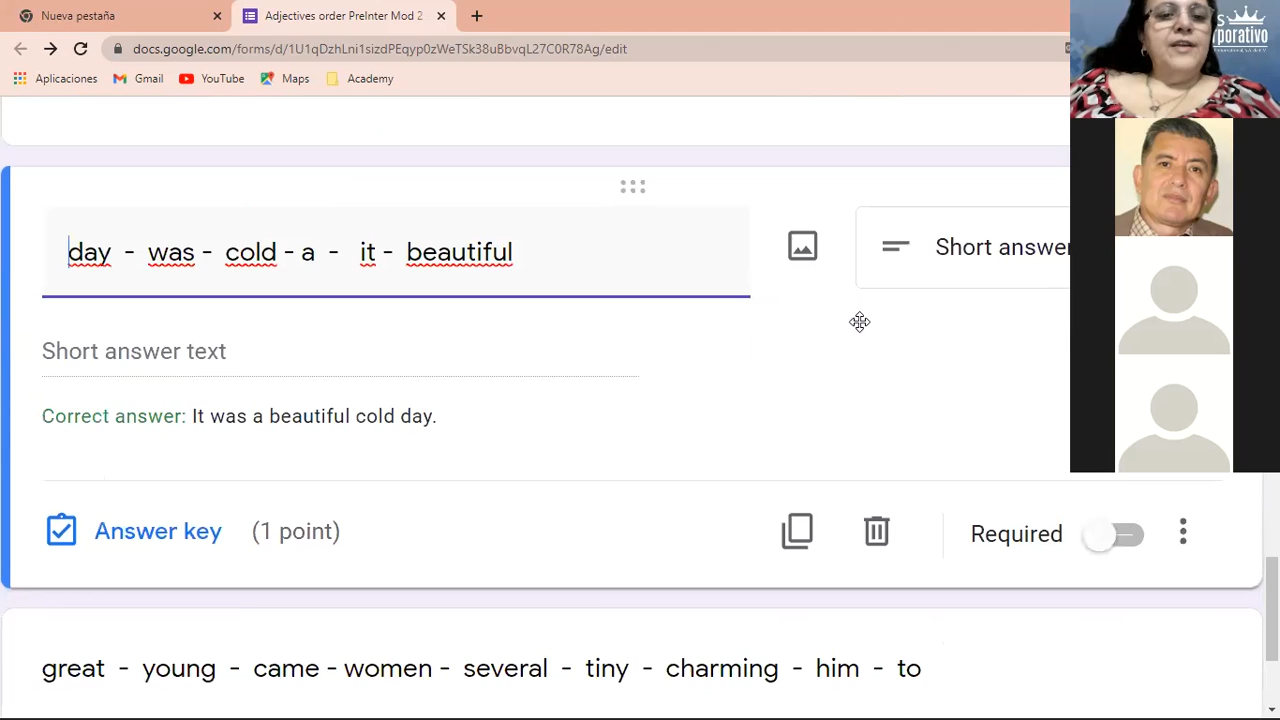 Nueva pestaña
Adjectives order PreInter Mod 2
docs.google.com/forms/d/1U1qDzhLni1sizdPEqyp0zWeTSk38uBbvqL27C0R78Ag/edit
Aplicaciones Gmail YouTube Maps Academy
rporativo
day - was - cold - a - it - beautiful
Short answer
Short answer text
Correct answer: It was a beautiful cold day.
Answer key (1 point)
Required
great - young - came - women - several - tiny - charming - him - to